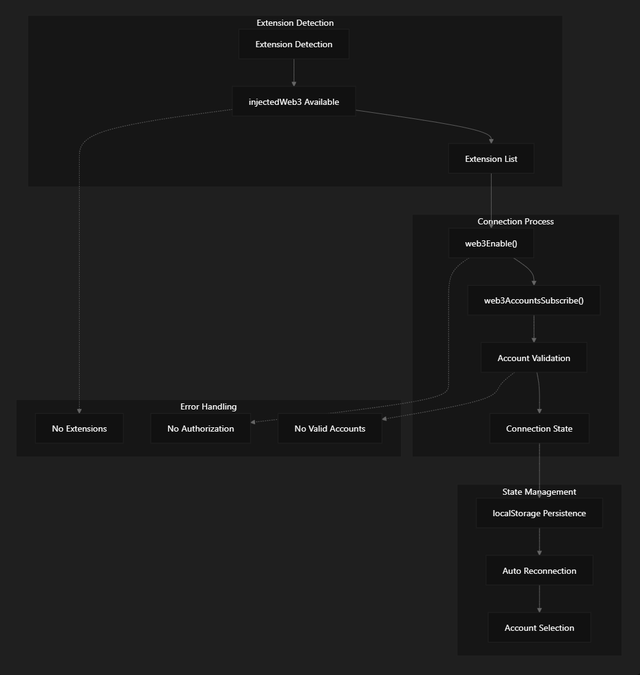 Extension Detection
Extension Detection
injectedWeb3 Available
Extension List
Connection Process
web3Enable()
web3AccountsSubscribe()
Account Validation
Error Handling
No Extensions
No Authorization
No Valid Accounts
Connection State
State Management
localStorage Persistence
Auto Reconnection
Account Selection